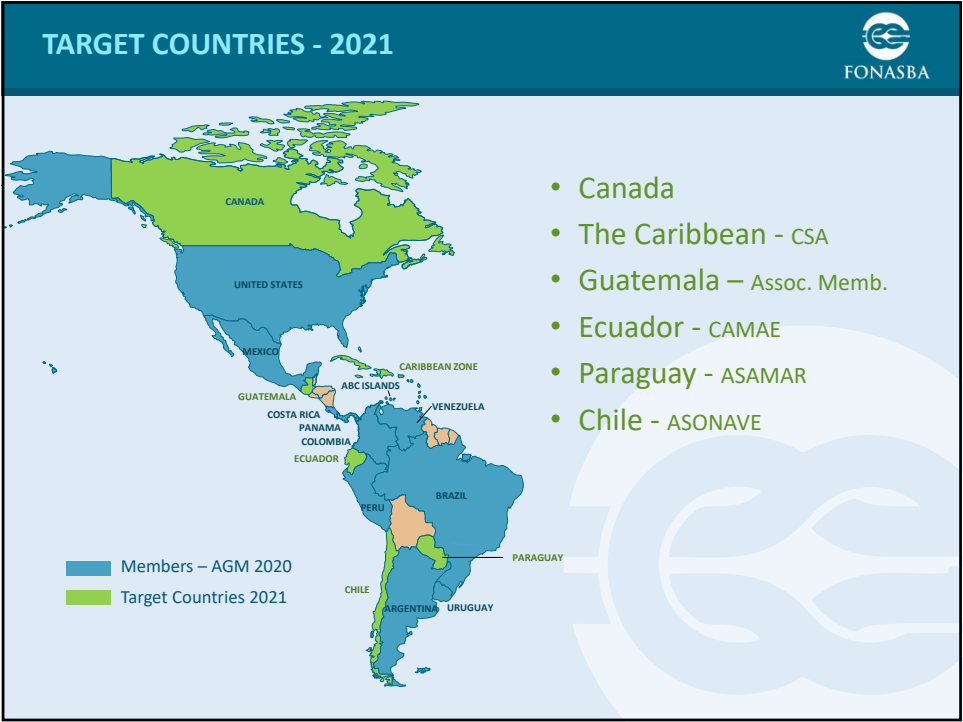 TARGET COUNTRIES - 2021
FONASBA
CANADA
UNITED STATES
MEXICO
CARIBBEAN ZONE
ABC ISLANDS
GUATEMALA
VENEZUELA
COSTA RICA
PANAMA
COLOMBIA
ECUADOR
BRAZIL
PERU
PARAGUAY
CHILE
ARGENTINA
URUGUAY
Members – AGM 2020
Target Countries 2021
• Canada
• The Caribbean - CSA
• Guatemala – Assoc. Memb.
• Ecuador - CAMAE
• Paraguay - ASAMAR
• Chile - ASONAVE